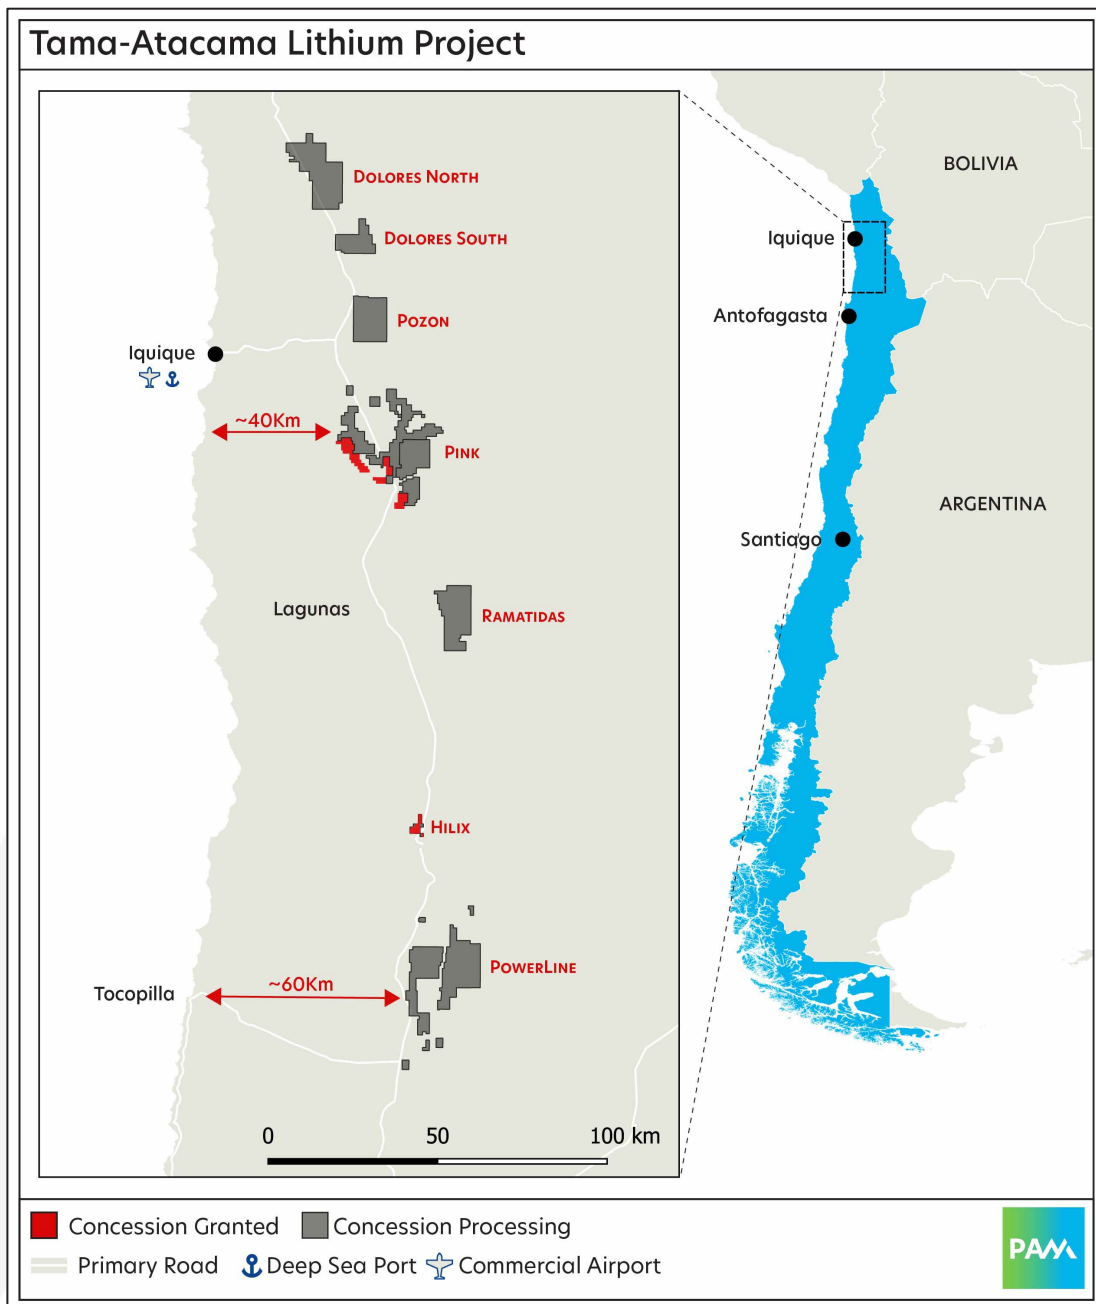 Tama-Atacama Lithium Project
DOLORES NORTH
DOLORES SOUTH
POZON
Iquique
~40Km
PINK
Lagunas
RAMATIDAS
HILIX
POWERLINE
Tocopilla
~60Km
0 50 100 km
BOLIVIA
Iquique
Antofagasta
ARGENTINA
Santiago
Concession Granted Concession Processing
Primary Road Deep Sea Port Commercial Airport
PAM